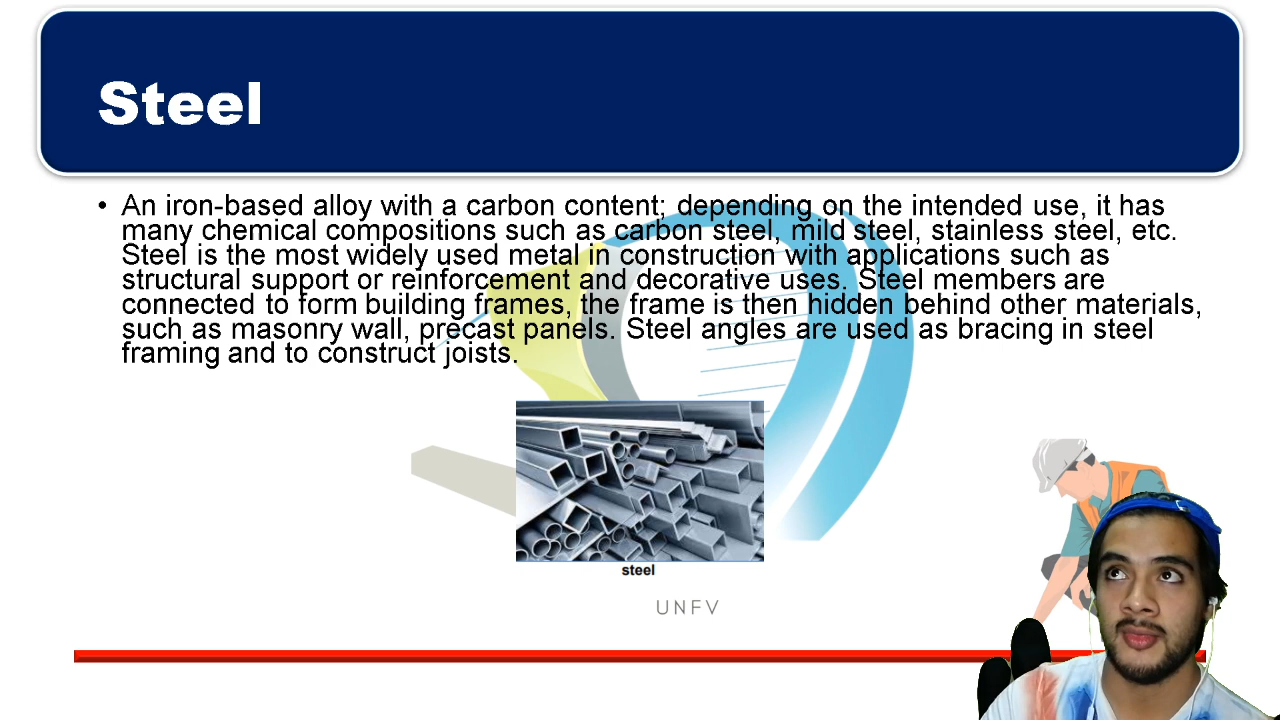 Steel
• An iron-based alloy with a carbon content; depending on the intended use, it has
many chemical compositions such as carbon steel, mild steel, stainless steel, etc.
Steel is the most widely used metal in construction with applications such as
structural support or reinforcement and decorative uses. Steel members are
connected to form building frames, the frame is then hidden behind other materials,
such as masonry wall, precast panels. Steel angles are used as bracing in steel
framing and to construct joists.
steel
UNFV